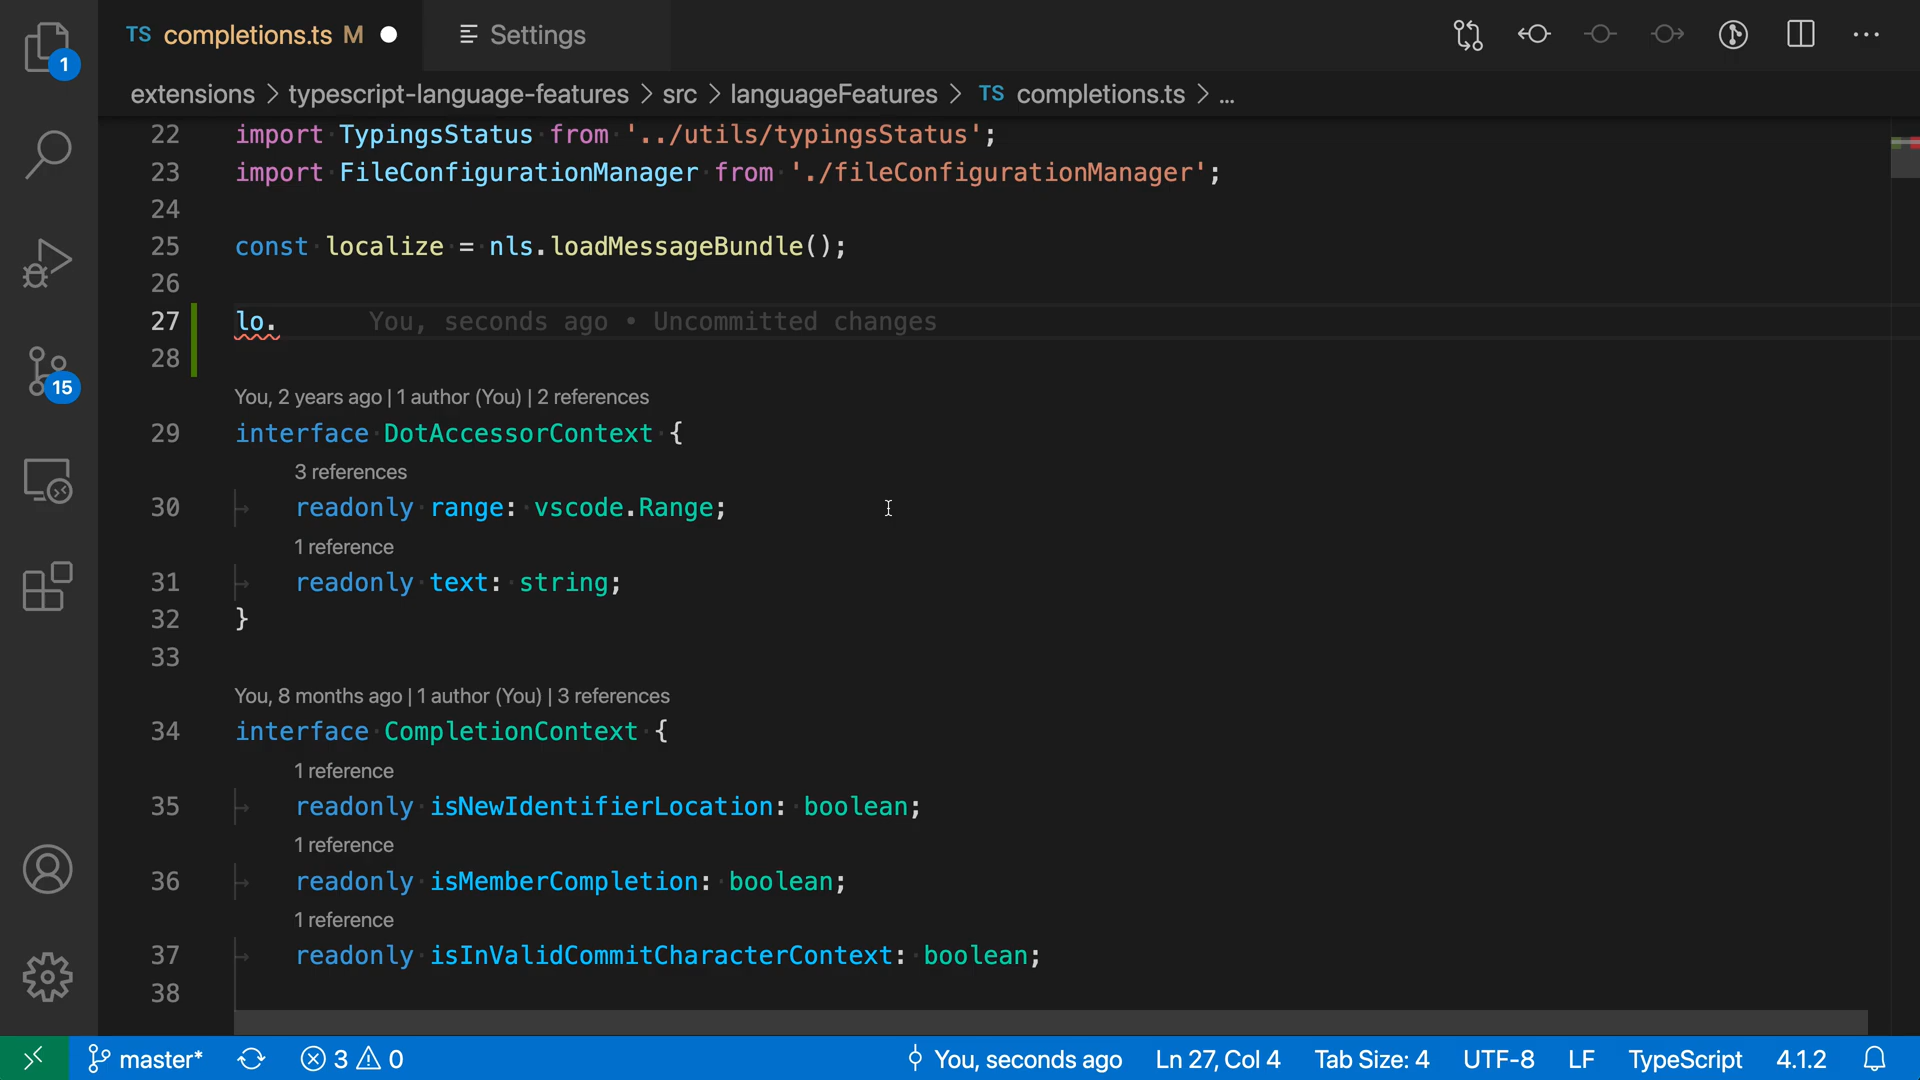 TS completions.ts M ● Settings
1
extensions > typescript-language-features > src > languageFeatures > TS completions.ts > ...
22 import TypingsStatus from '../utils/typingsStatus';
23 import FileConfigurationManager from './fileConfigurationManager';
24
25 const localize = nls.loadMessageBundle();
26
27 lo. You, seconds ago • Uncommitted changes
28
15
You, 2 years ago | 1 author (You) | 2 references
29 interface DotAccessorContext {
3 references
30 readonly range: vscode.Range;
1 reference
31 readonly text: string;
32 }
33
You, 8 months ago | 1 author (You) | 3 references
34 interface CompletionContext {
1 reference
35 readonly isNewIdentifierLocation: boolean;
1 reference
36 readonly isMemberCompletion: boolean;
1 reference
37 readonly isInValidCommitCharacterContext: boolean;
38
master* 3 0 You, seconds ago Ln 27, Col 4 Tab Size: 4 UTF-8 LF TypeScript 4.1.2